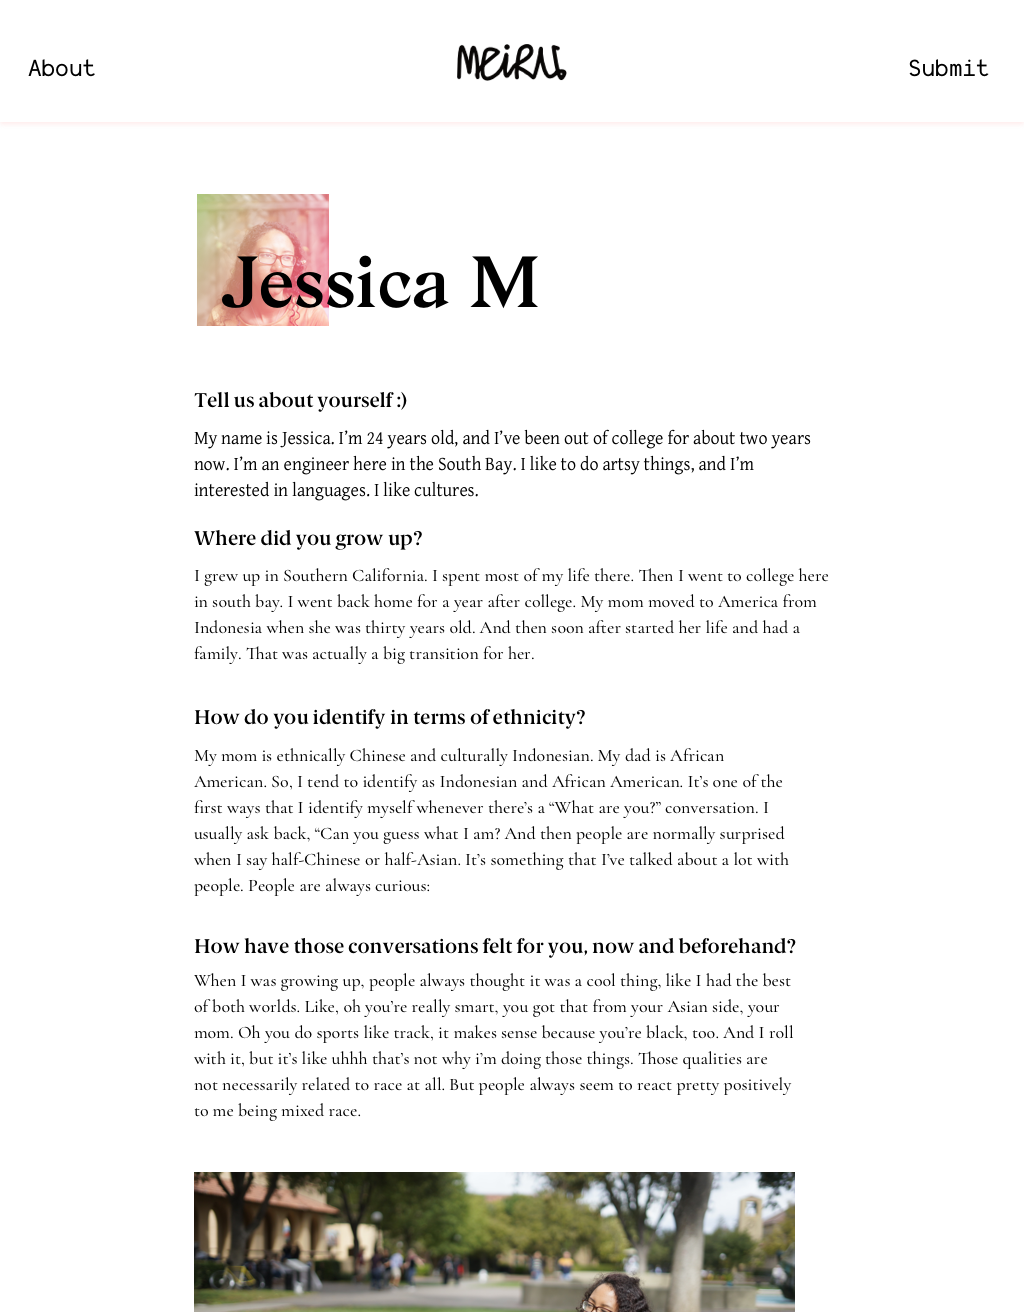 About
MEIRN.
Submit
Jessica M
Tell us about yourself :)
My name is Jessica. I’m 24 years old, and I’ve been out of college for about two years
now. I’m an engineer here in the South Bay. I like to do artsy things, and I’m
interested in languages. I like cultures.
Where did you grow up?
I grew up in Southern California. I spent most of my life there. Then I went to college here
in south bay. I went back home for a year after college. My mom moved to America from
Indonesia when she was thirty years old. And then soon after started her life and had a
family. That was actually a big transition for her.
How do you identify in terms of ethnicity?
My mom is ethnically Chinese and culturally Indonesian. My dad is African
American. So, I tend to identify as Indonesian and African American. It’s one of the
first ways that I identify myself whenever there’s a “What are you?” conversation. I
usually ask back, “Can you guess what I am? And then people are normally surprised
when I say half-Chinese or half-Asian. It’s something that I’ve talked about a lot with
people. People are always curious:
How have those conversations felt for you, now and beforehand?
When I was growing up, people always thought it was a cool thing, like I had the best
of both worlds. Like, oh you’re really smart, you got that from your Asian side, your
mom. Oh you do sports like track, it makes sense because you’re black, too. And I roll
with it, but it’s like uhhh that’s not why i’m doing those things. Those qualities are
not necessarily related to race at all. But people always seem to react pretty positively
to me being mixed race.